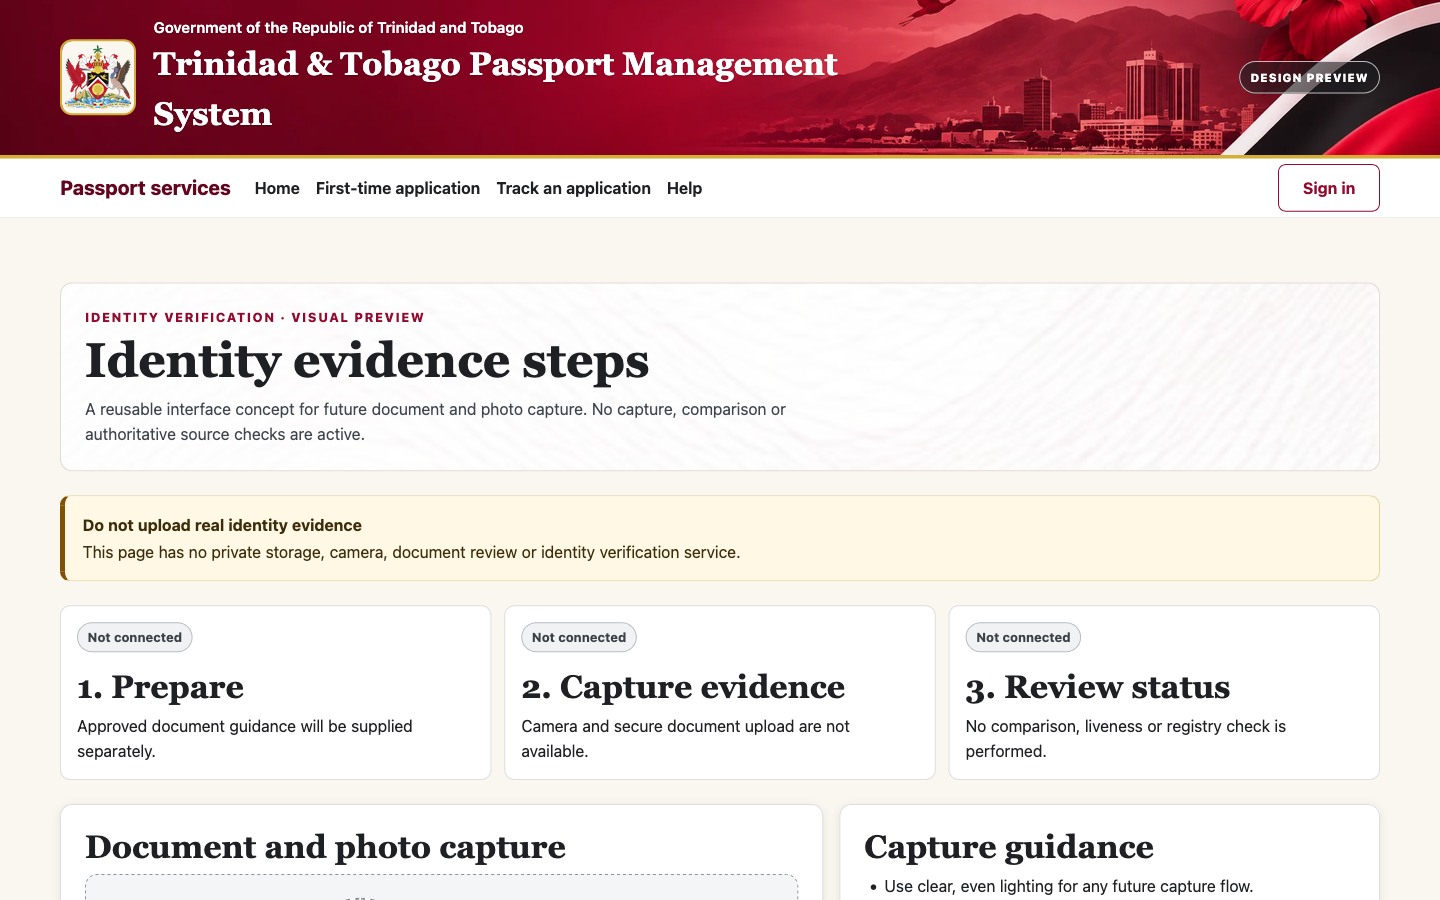 Government of the Republic of Trinidad and Tobago
Trinidad & Tobago Passport Management
System
DESIGN PREVIEW
Passport services
Home
First-time application
Track an application
Help
Sign in
IDENTITY VERIFICATION · VISUAL PREVIEW
Identity evidence steps
A reusable interface concept for future document and photo capture. No capture, comparison or
authoritative source checks are active.
Do not upload real identity evidence
This page has no private storage, camera, document review or identity verification service.
Not connected
1. Prepare
Approved document guidance will be supplied
separately.
Not connected
2. Capture evidence
Camera and secure document upload are not
available.
Not connected
3. Review status
No comparison, liveness or registry check is
performed.
Document and photo capture
Capture guidance
• Use clear, even lighting for any future capture flow.